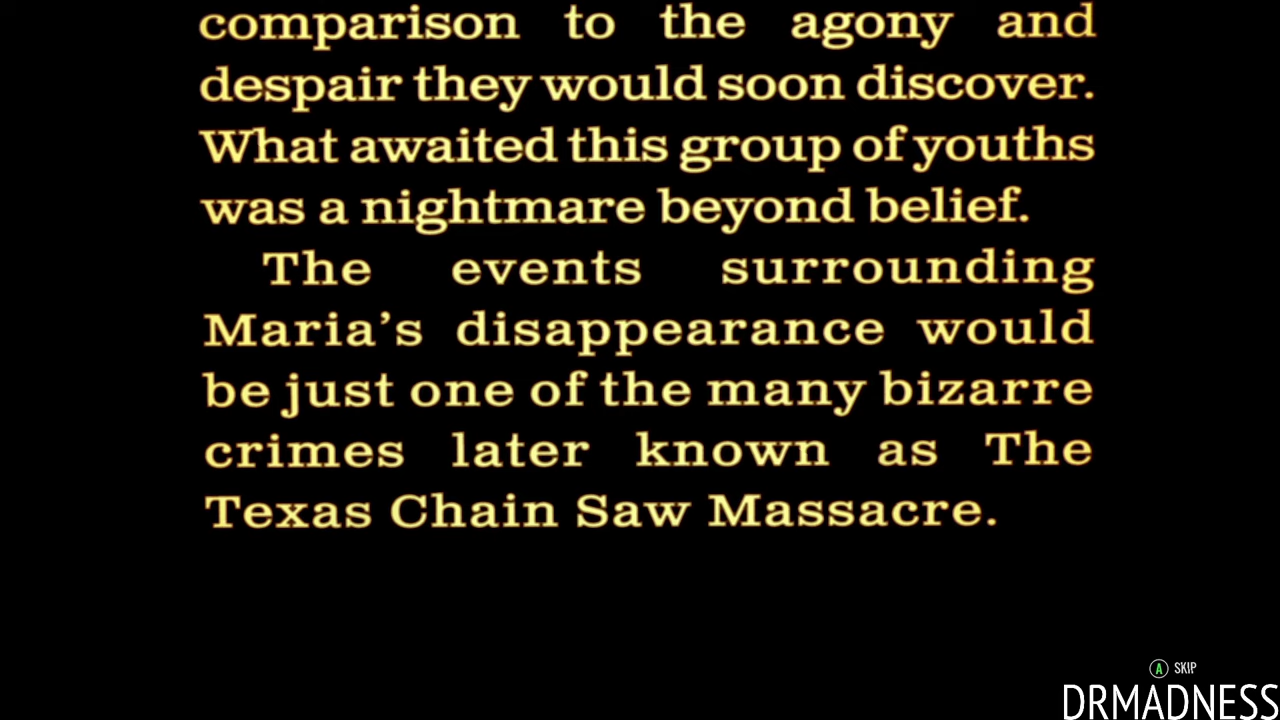 comparison to the agony and
despair they would soon discover.
What awaited this group of youths
was a nightmare beyond belief.
The events surrounding
Maria’s disappearance would
be just one of the many bizarre
crimes later known as The
Texas Chain Saw Massacre.
A SKIP
DRMADNESS